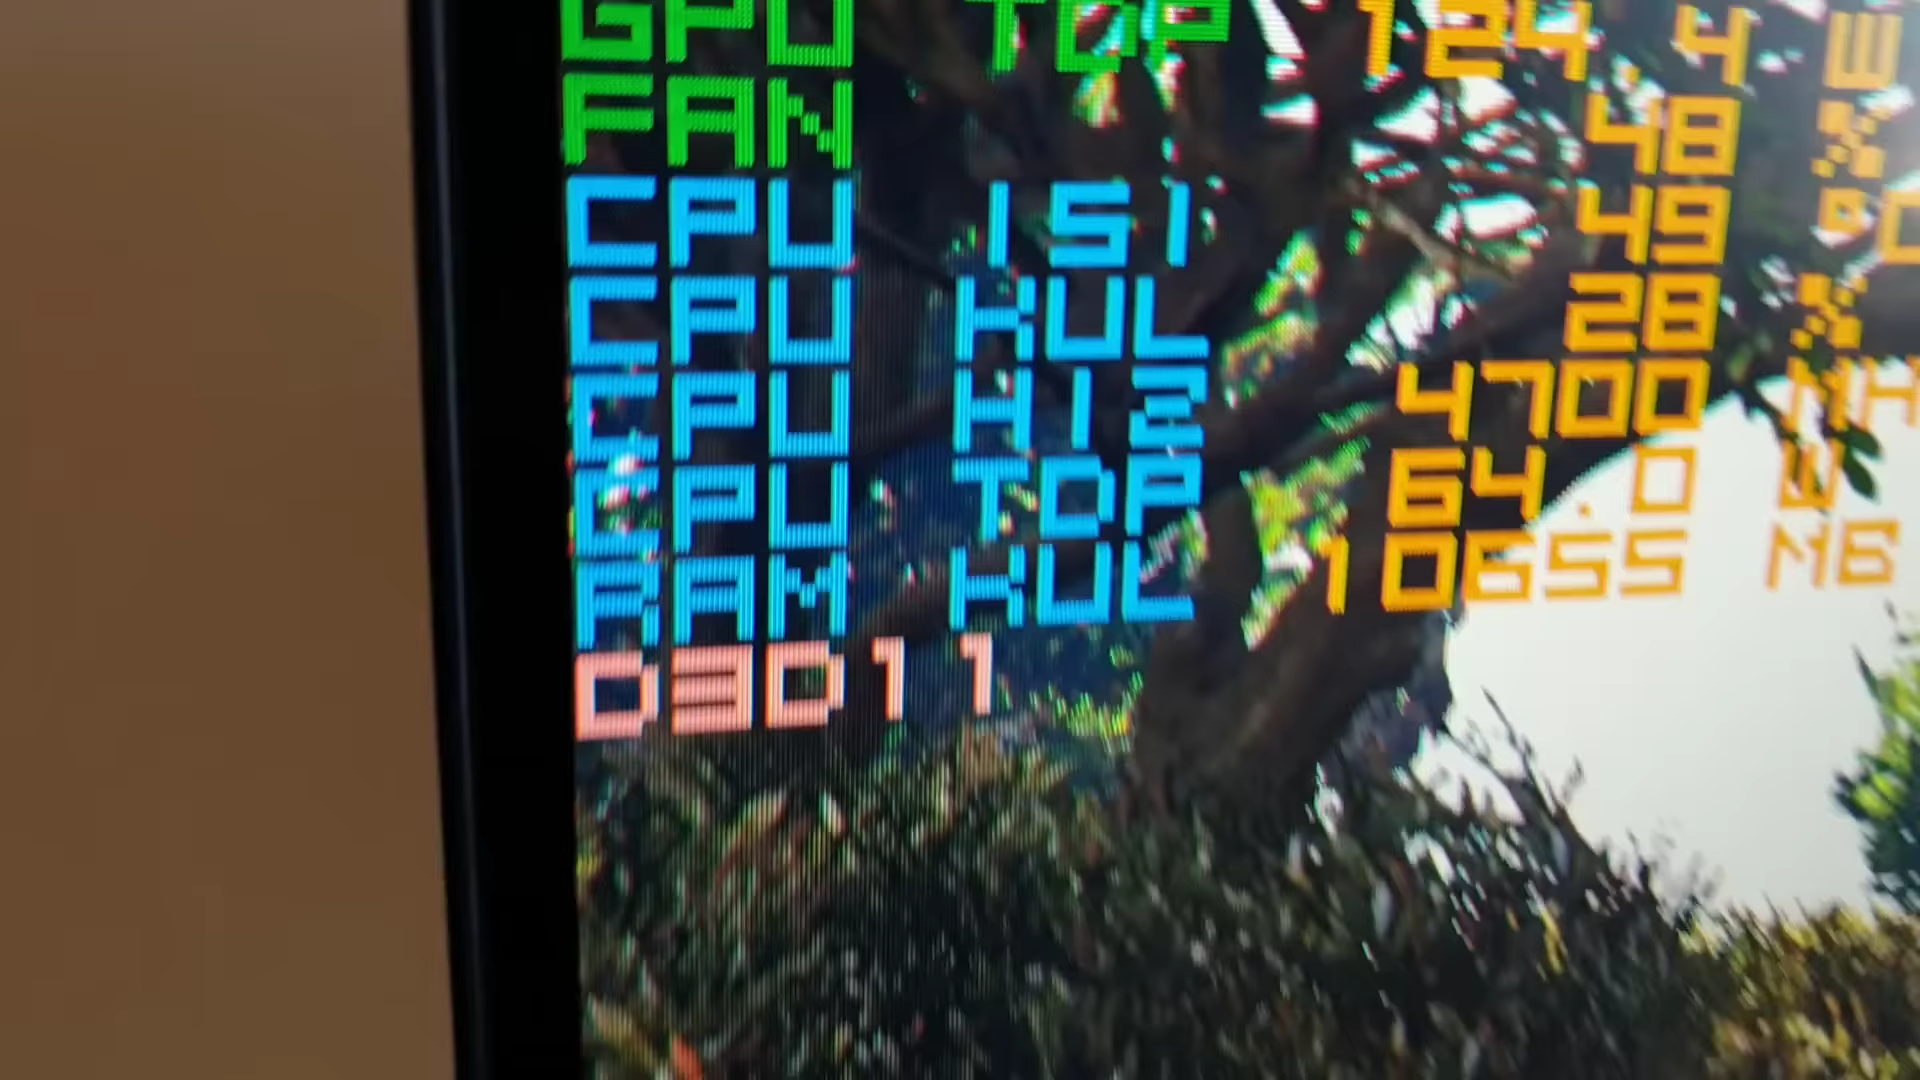 GPU TDP 124.4 W
FAN 48 %
CPU ISI 49 °C
CPU KUL 28 %
CPU HIZ 4700 MH
CPU TDP 64.0 W
RAM KUL 10655 MB
D3D11